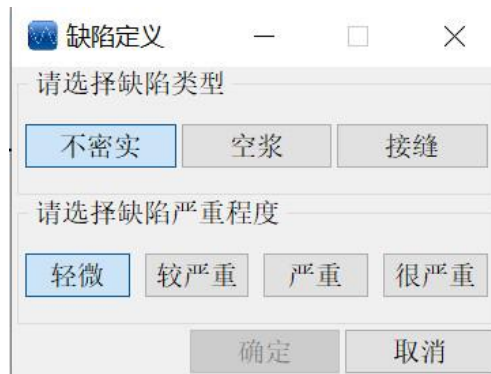 缺陷定义
请选择缺陷类型
不密实 空浆 接缝
请选择缺陷严重程度
轻微 较严重 严重 很严重
确定 取消